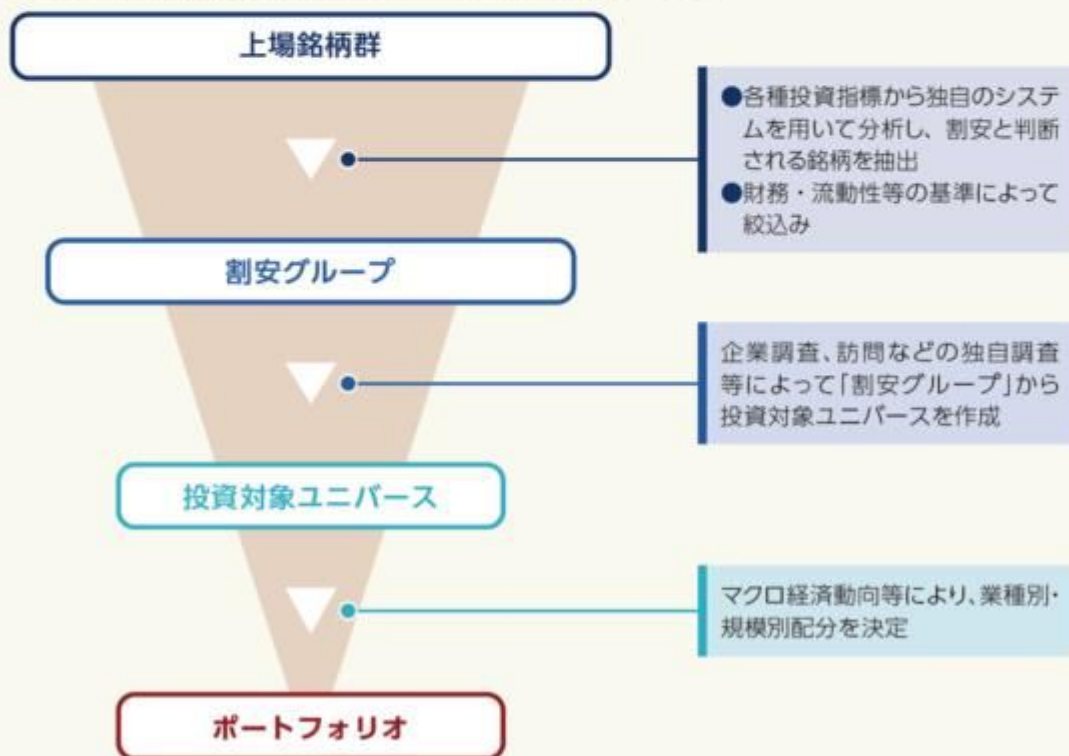 上場銘柄群
●各種投資指標から独自のシステ
ムを用いて分析し、割安と判断
される銘柄を抽出
●財務・流動性等の基準によって
絞込み
割安グループ
企業調査、訪問などの独自調査
等によって「割安グループ」から
投資対象ユニバースを作成
投資対象ユニバース
マクロ経済動向等により、業種別・
規模別配分を決定
ポートフォリオ